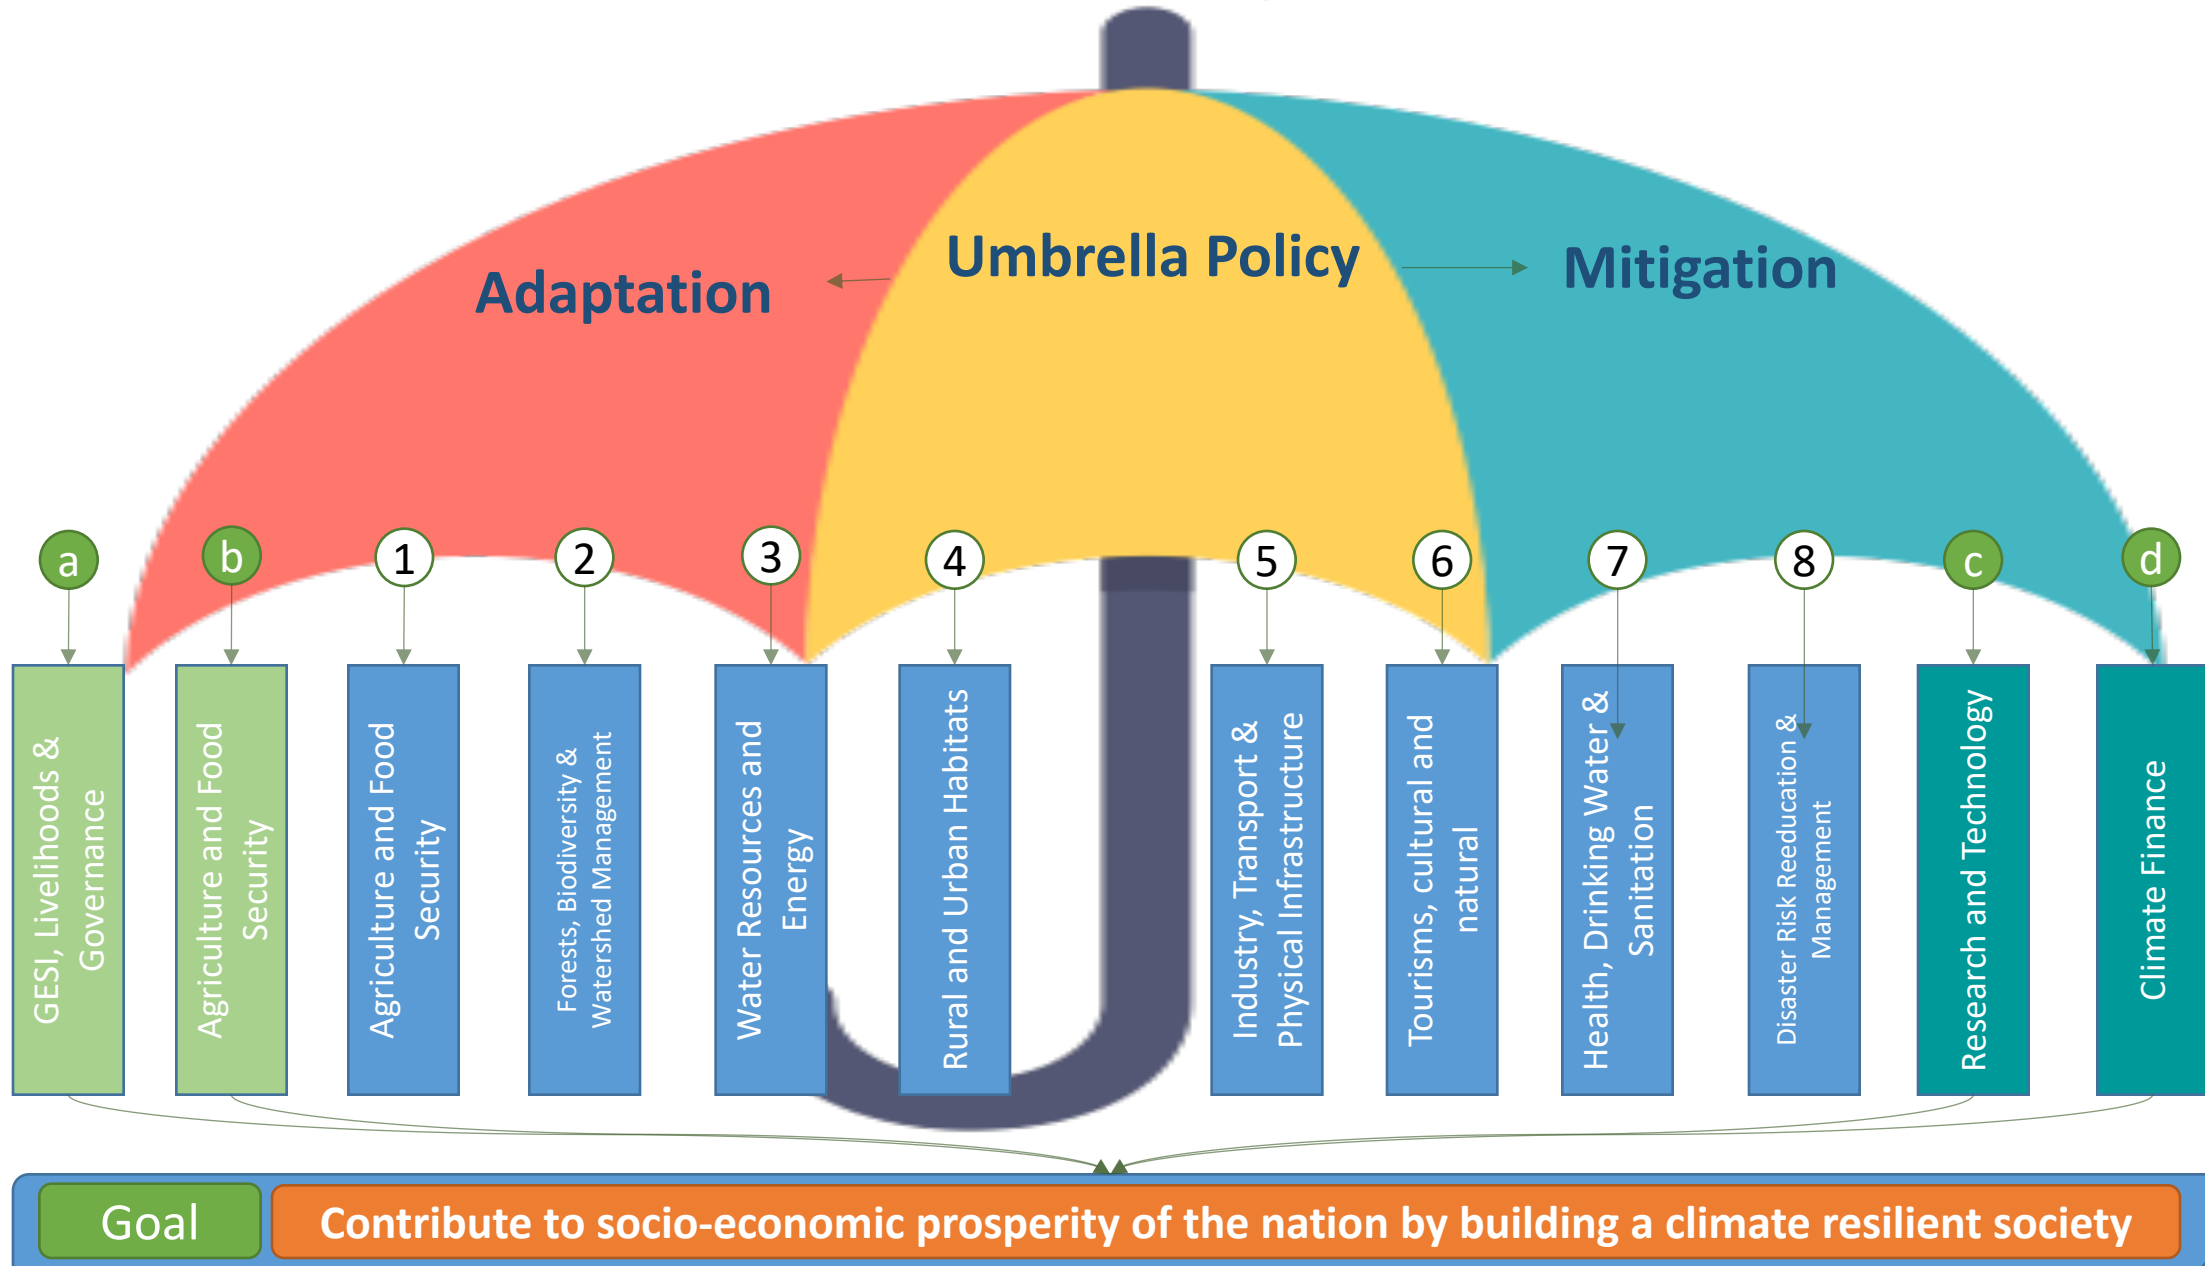 Umbrella Policy
Adaptation
Mitigation
a
b
1
2
3
4
5
6
7
8
c
d
GESI, Livelihoods &
Governance
Agriculture and Food
Security
Agriculture and Food
Security
Forests, Biodiversity &
Watershed Management
Water Resources and
Energy
Rural and Urban Habitats
Industry, Transport &
Physical Infrastructure
Tourisms, cultural and
natural
Health, Drinking Water &
Sanitation
Disaster Risk Reeducation &
Management
Research and Technology
Climate Finance
Goal
Contribute to socio-economic prosperity of the nation by building a climate resilient society